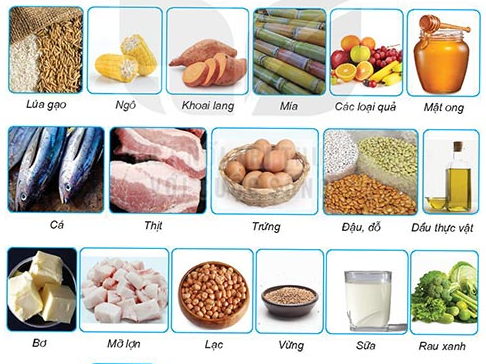 Lúa gạo
Ngô
Khoai lang
Mía
Các loại quả
Mật ong
Cá
Thịt
Trứng
Đậu, đỗ
Dầu thực vật
Bơ
Mỡ lợn
Lạc
Vừng
Sữa
Rau xanh